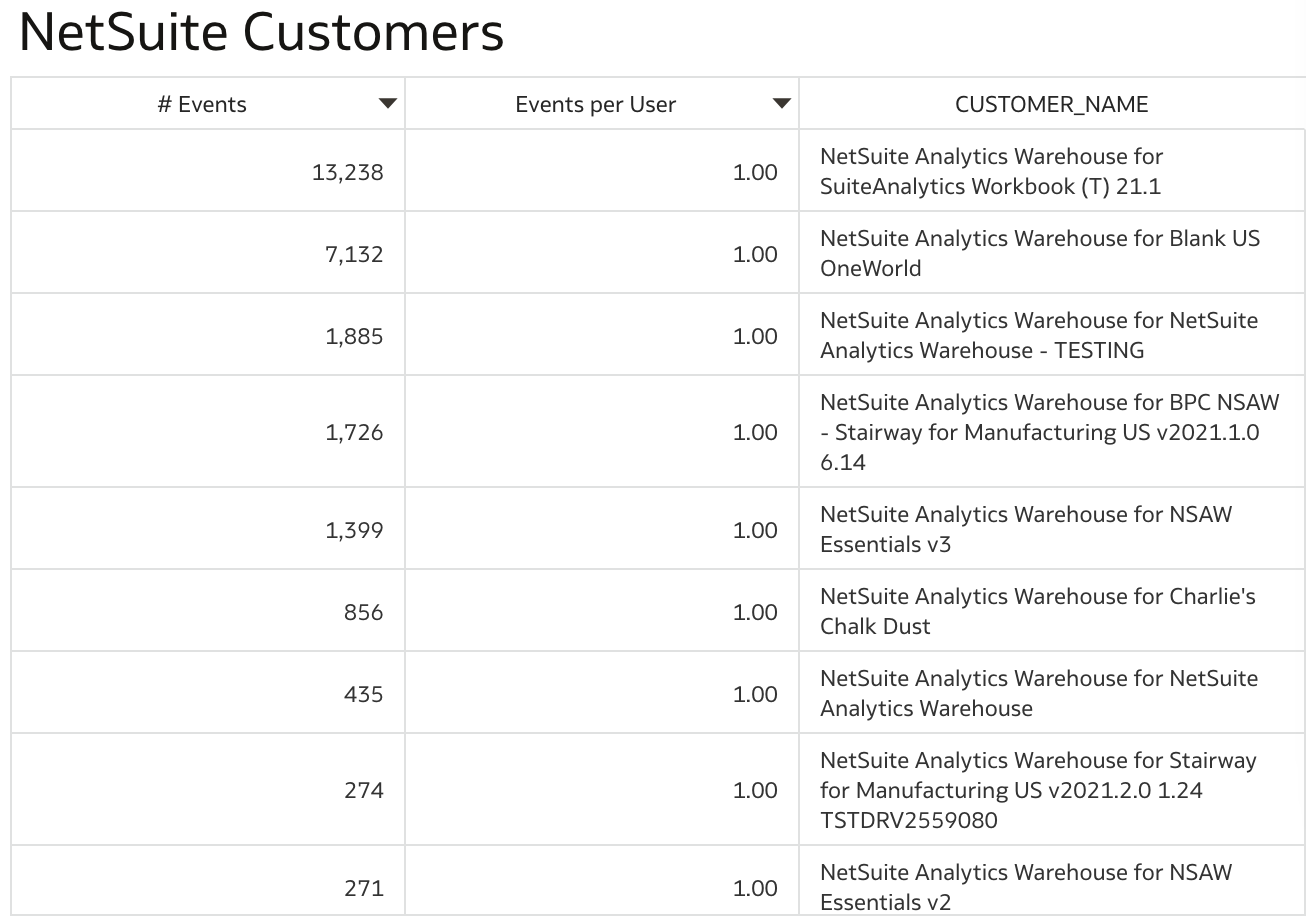 NetSuite Customers
# Events Events per User CUSTOMER_NAME
13,238 1.00 NetSuite Analytics Warehouse for
SuiteAnalytics Workbook (T) 21.1
7,132 1.00 NetSuite Analytics Warehouse for Blank US
OneWorld
1,885 1.00 NetSuite Analytics Warehouse for NetSuite
Analytics Warehouse - TESTING
1,726 1.00 NetSuite Analytics Warehouse for BPC NSAW
- Stairway for Manufacturing US v2021.1.0
6.14
1,399 1.00 NetSuite Analytics Warehouse for NSAW
Essentials v3
856 1.00 NetSuite Analytics Warehouse for Charlie's
Chalk Dust
435 1.00 NetSuite Analytics Warehouse for NetSuite
Analytics Warehouse
274 1.00 NetSuite Analytics Warehouse for Stairway
for Manufacturing US v2021.2.0 1.24
TSTDRV2559080
271 1.00 NetSuite Analytics Warehouse for NSAW
Essentials v2